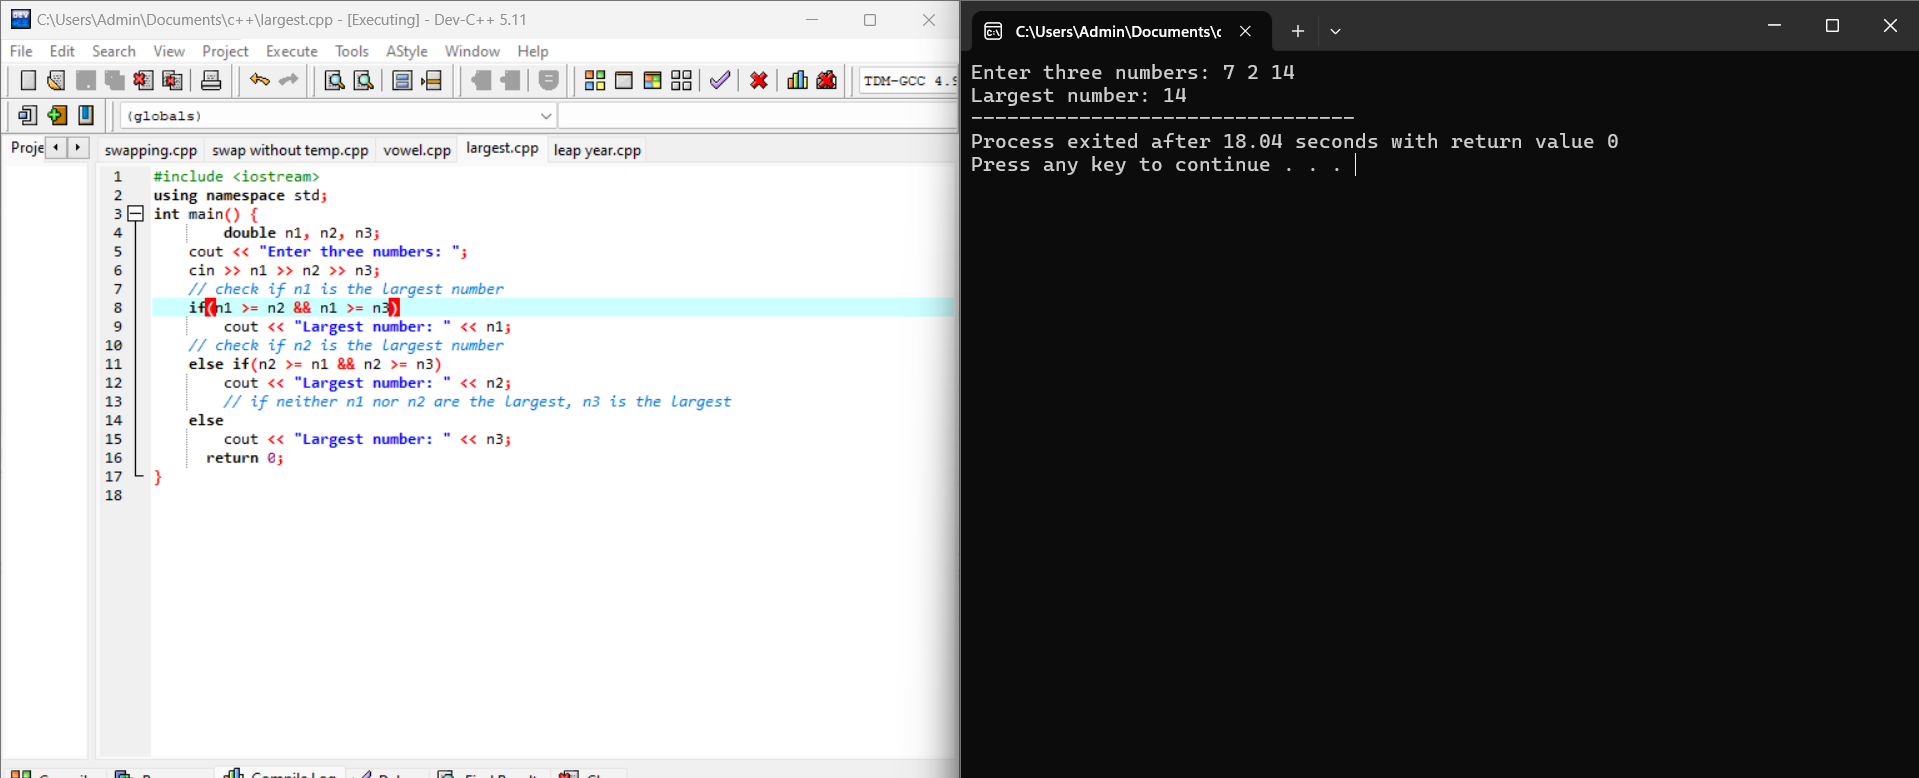 C:\Users\Admin\Documents\c++\largest.cpp - [Executing] - Dev-C++ 5.11
File Edit Search View Project Execute Tools AStyle Window Help
TDM-GCC 4.9
(globals)
swapping.cpp swap without temp.cpp vowel.cpp largest.cpp leap year.cpp
1 #include <iostream>
2 using namespace std;
3 int main() {
4 double n1, n2, n3;
5 cout << "Enter three numbers: ";
6 cin >> n1 >> n2 >> n3;
7 // check if n1 is the largest number
8 if(n1 >= n2 && n1 >= n3)
9 cout << "Largest number: " << n1;
10 // check if n2 is the largest number
11 else if(n2 >= n1 && n2 >= n3)
12 cout << "Largest number: " << n2;
13 // if neither n1 nor n2 are the largest, n3 is the largest
14 else
15 cout << "Largest number: " << n3;
16 return 0;
17 }
18
C:\Users\Admin\Documents\c
Enter three numbers: 7 2 14
Largest number: 14
--------------------------------
Process exited after 18.04 seconds with return value 0
Press any key to continue . . .